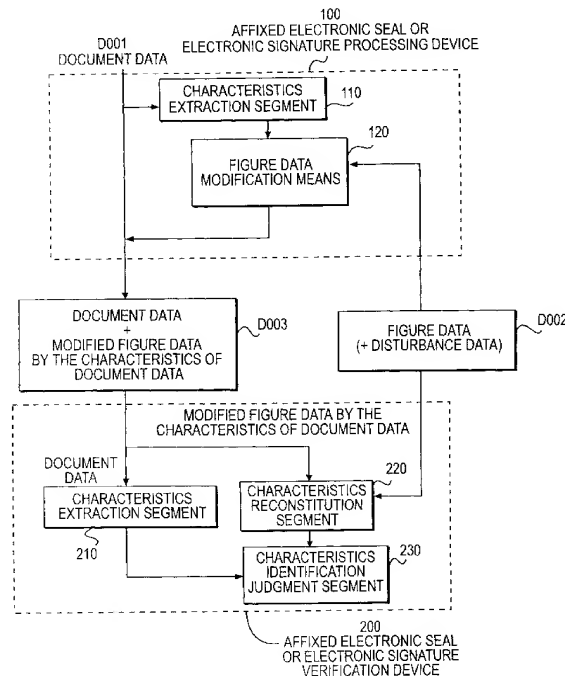 100
AFFIXED ELECTRONIC SEAL OR
ELECTRONIC SIGNATURE PROCESSING DEVICE
D001
DOCUMENT DATA
CHARACTERISTICS
EXTRACTION SEGMENT
110
120
FIGURE DATA
MODIFICATION MEANS
DOCUMENT DATA
+
MODIFIED FIGURE DATA
BY THE CHARACTERISTICS OF
DOCUMENT DATA
D003
FIGURE DATA
(+ DISTURBANCE DATA)
D002
MODIFIED FIGURE DATA BY THE
CHARACTERISTICS OF DOCUMENT DATA
DOCUMENT
DATA
CHARACTERISTICS
EXTRACTION SEGMENT
210
220
CHARACTERISTICS
RECONSTITUTION
SEGMENT
230
CHARACTERISTICS
IDENTIFICATION
JUDGMENT SEGMENT
200
AFFIXED ELECTRONIC SEAL
OR ELECTRONIC SIGNATURE
VERIFICATION DEVICE